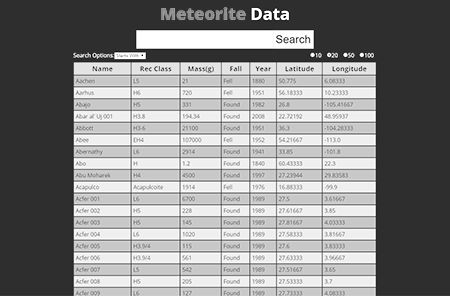 Meteorite Data
Search
Search Options: Starts With 10 20 50 100
Name Rec Class Mass(g) Fall Year Latitude Longitude
Aachen L5 21 Fell 1880 50.775 6.08333
Aarhus H6 720 Fell 1951 56.18333 10.23333
Abajo H5 331 Found 1982 26.8 -105.41667
Abar al' Uj 001 H3.8 194.34 Found 2008 22.72192 48.95937
Abbott H3-6 21100 Found 1951 36.3 -104.28333
Abee EH4 107000 Fell 1952 54.21667 -113.0
Abernathy L6 2914 Found 1941 33.85 -101.8
Abo H 1.2 Found 1840 60.43333 22.3
Abu Moharek H4 4500 Found 1997 27.23944 29.83583
Acapulco Acapulcoite 1914 Fell 1976 16.88333 -99.9
Acfer 001 L6 6700 Found 1989 27.5 3.61667
Acfer 002 H5 228 Found 1989 27.61667 3.85
Acfer 003 H5 145 Found 1989 27.81667 4.03333
Acfer 004 L6 1020 Found 1989 27.58333 3.81667
Acfer 005 H3.9/4 115 Found 1989 27.6 3.83333
Acfer 006 H3.9/4 561 Found 1989 27.63333 3.96667
Acfer 007 L5 542 Found 1989 27.51667 3.65
Acfer 008 H5 205 Found 1989 27.53333 3.7
Acfer 009 L6 127 Found 1989 27.73333 4.08333